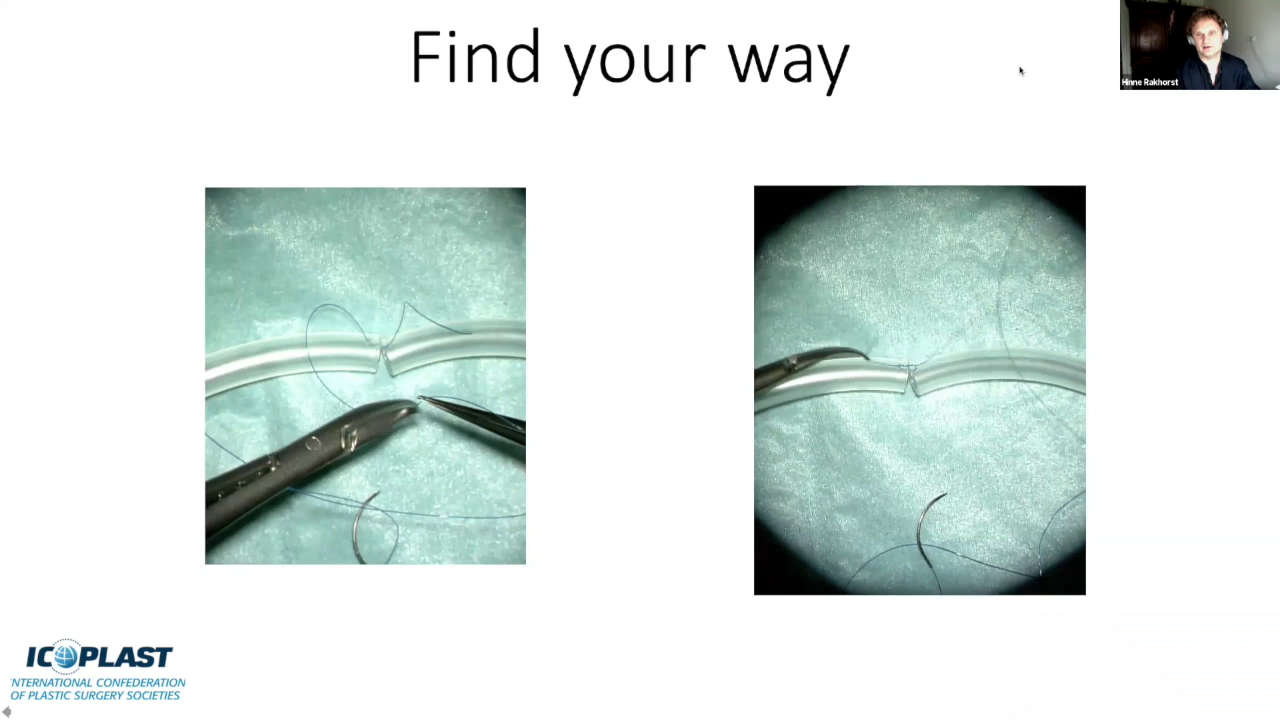 Find your way
Hinne Rakhorst
ICOPLAST
INTERNATIONAL CONFEDERATION
OF PLASTIC SURGERY SOCIETIES